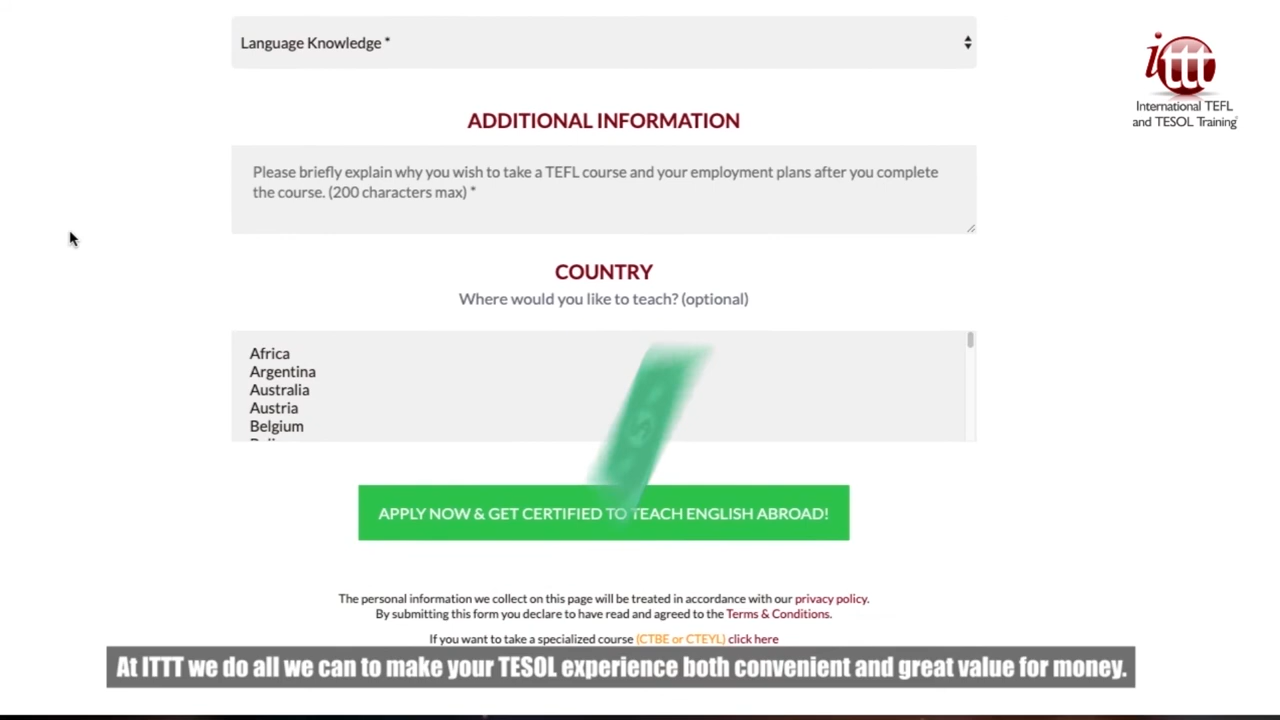 Language Knowledge *
ittt
International TEFL
and TESOL Training
ADDITIONAL INFORMATION
Please briefly explain why you wish to take a TEFL course and your employment plans after you complete
the course. (200 characters max) *
COUNTRY
Where would you like to teach? (optional)
Africa
Argentina
Australia
Austria
Belgium
APPLY NOW & GET CERTIFIED TO TEACH ENGLISH ABROAD!
The personal information we collect on this page will be treated in accordance with our privacy policy.
By submitting this form you declare to have read and agreed to the Terms & Conditions.
If you want to take a specialized course (CTBE or CTEYL) click here
At ITTT we do all we can to make your TESOL experience both convenient and great value for money.